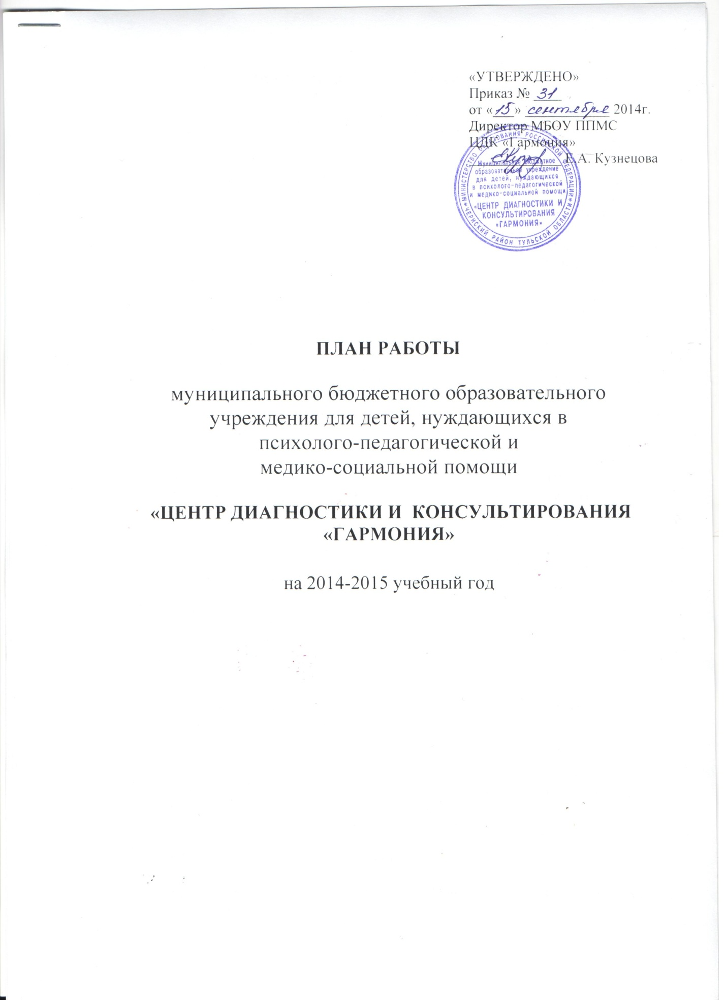 «УТВЕРЖДЕНО»
Приказ № 31
от «15» сентября 2014г.
Директор МБОУ ППМС
ЦДК «Гармония»
Е.А. Кузнецова
МИНИСТЕРСТВО ОБРАЗОВАНИЯ РОССИЙСКОЙ ФЕДЕРАЦИИ
* ЧЕРНСКИЙ РАЙОН ТУЛЬСКОЙ ОБЛАСТИ *
Муниципальное бюджетное
образовательное учреждение
для детей, нуждающихся
в психолого-педагогической
и медико-социальной помощи
«ЦЕНТР ДИАГНОСТИКИ И
КОНСУЛЬТИРОВАНИЯ
«ГАРМОНИЯ»
ПЛАН РАБОТЫ
муниципального бюджетного образовательного
учреждения для детей, нуждающихся в
психолого-педагогической и
медико-социальной помощи
«ЦЕНТР ДИАГНОСТИКИ И  КОНСУЛЬТИРОВАНИЯ
«ГАРМОНИЯ»
на 2014-2015 учебный год